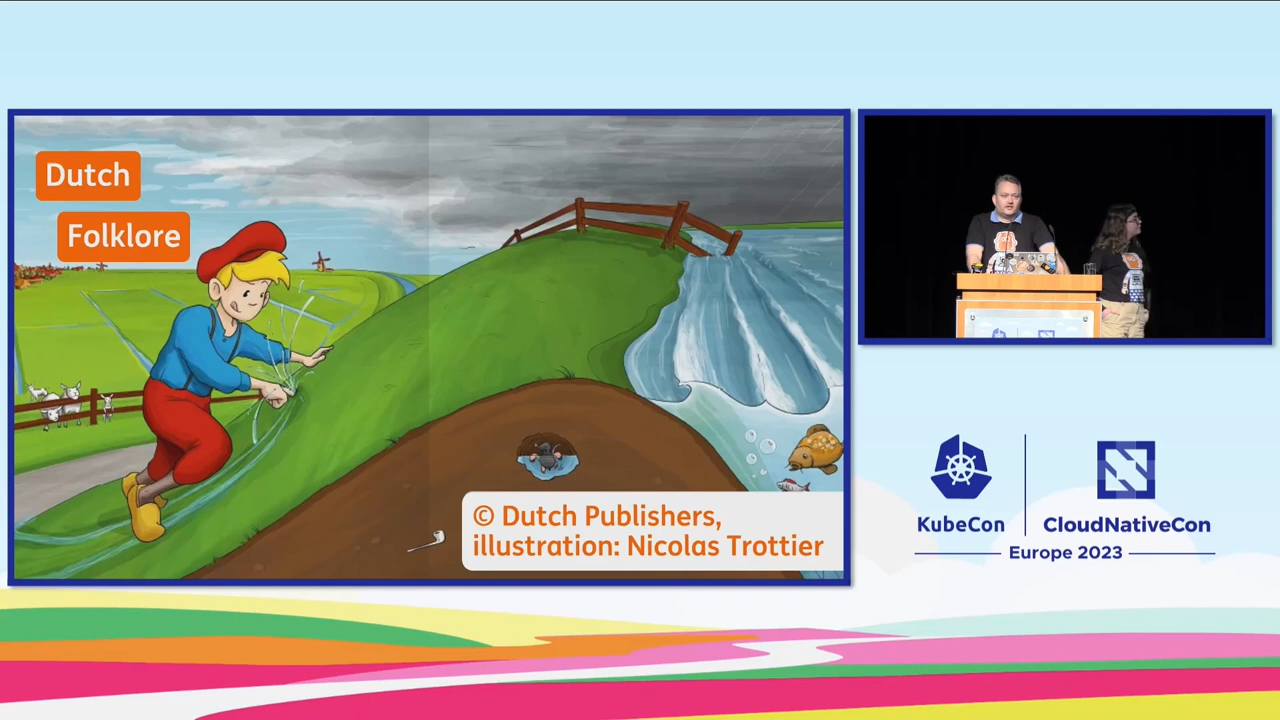 Dutch
Folklore
© Dutch Publishers,
illustration: Nicolas Trottier
KubeCon
CloudNativeCon
Europe 2023